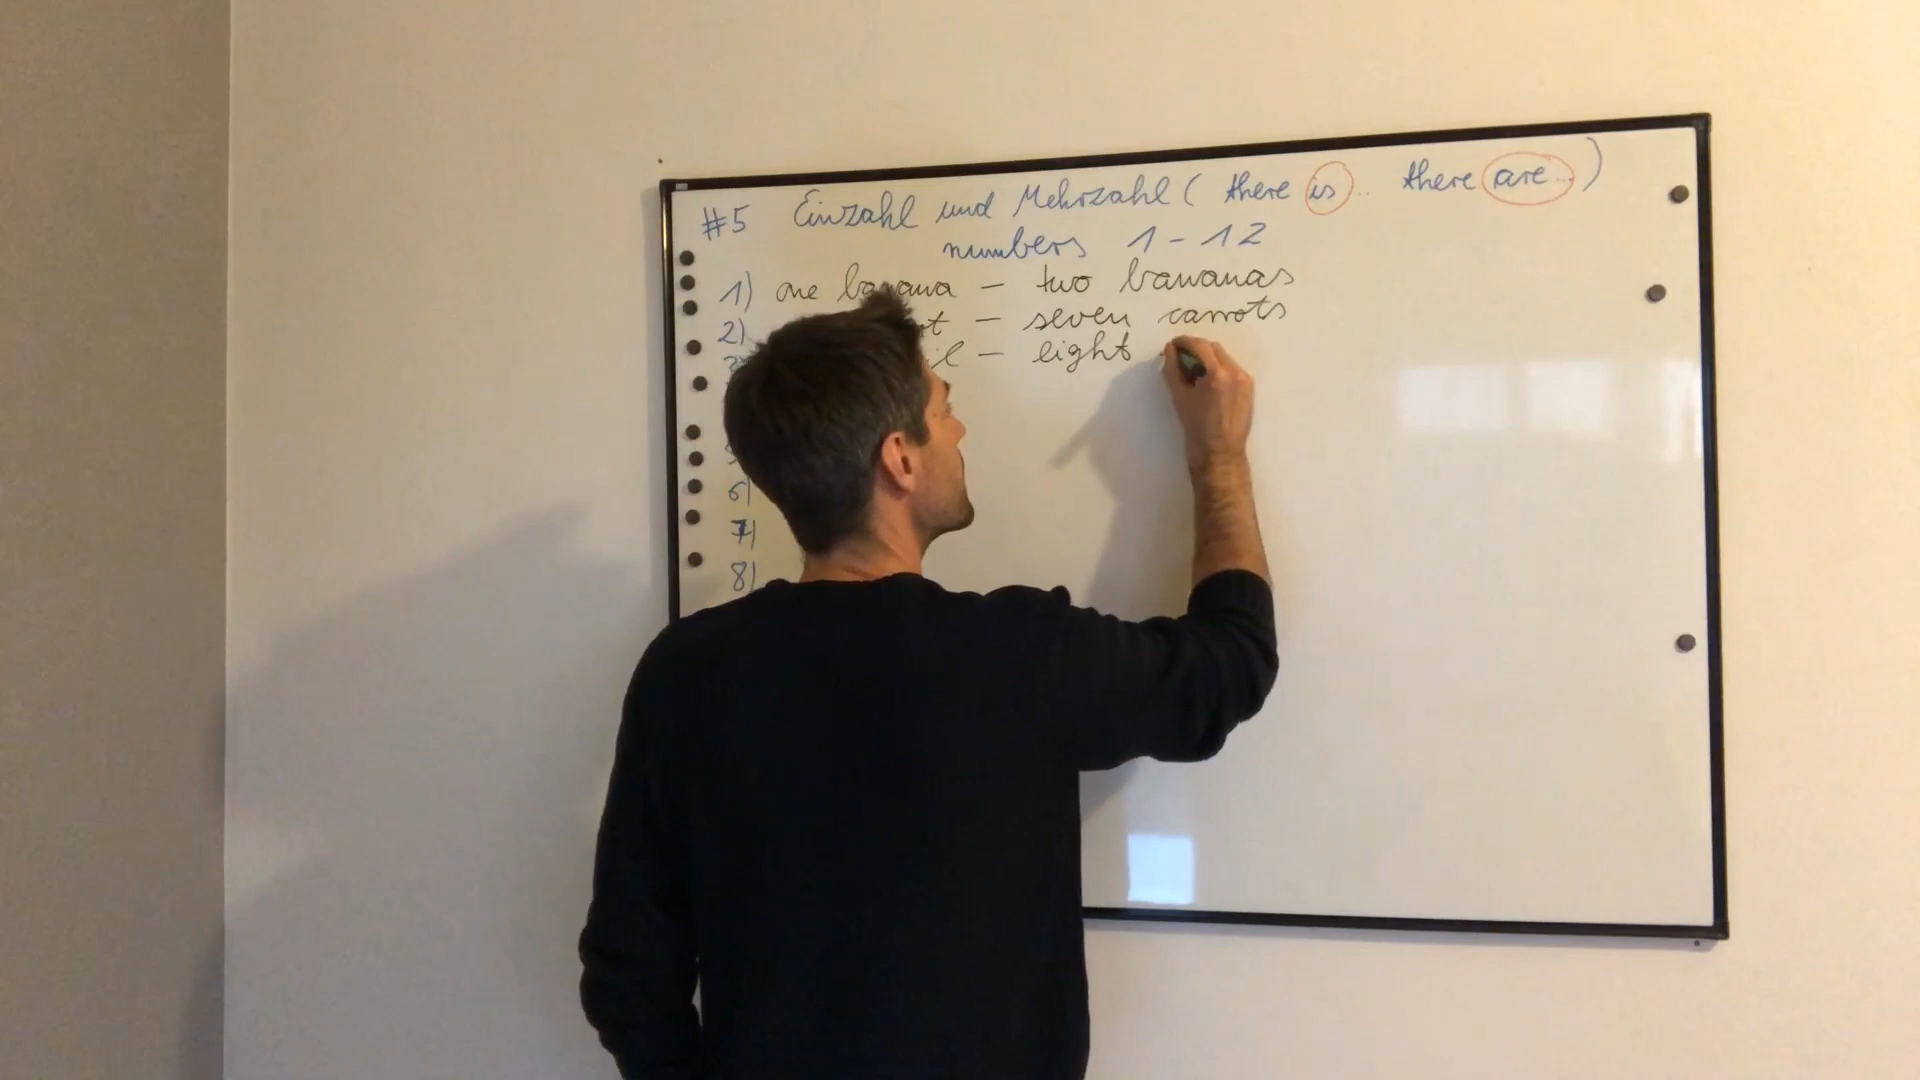 #5 Einzahl und Mehrzahl ( there is.. there are...)
numbers 1-12
1) one banana - two bananas
2) - seven carrots
- eight
6)
7)
8)